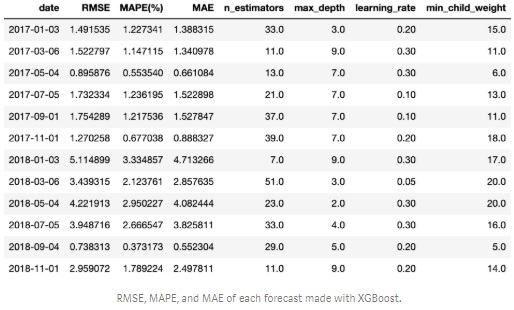 date RMSE MAPE(%) MAE n_estimators max_depth learning_rate min_child_weight
2017-01-03 1.491535 1.227341 1.388315 33.0 3.0 0.20 15.0
2017-03-06 1.522797 1.147115 1.340978 11.0 9.0 0.30 11.0
2017-05-04 0.895876 0.553540 0.661084 13.0 7.0 0.30 6.0
2017-07-05 1.732334 1.236195 1.522898 21.0 7.0 0.10 13.0
2017-09-01 1.754289 1.217536 1.527847 37.0 7.0 0.10 11.0
2017-11-01 1.270258 0.677038 0.888327 39.0 7.0 0.20 18.0
2018-01-03 5.114899 3.334857 4.713266 7.0 9.0 0.30 17.0
2018-03-06 3.439315 2.123761 2.857635 51.0 3.0 0.05 20.0
2018-05-04 4.221913 2.950227 4.082444 23.0 2.0 0.30 20.0
2018-07-05 3.948716 2.666547 3.825811 33.0 4.0 0.30 16.0
2018-09-04 0.738313 0.373173 0.552304 29.0 5.0 0.20 5.0
2018-11-01 2.959072 1.789224 2.497811 11.0 9.0 0.20 14.0
RMSE, MAPE, and MAE of each forecast made with XGBoost.